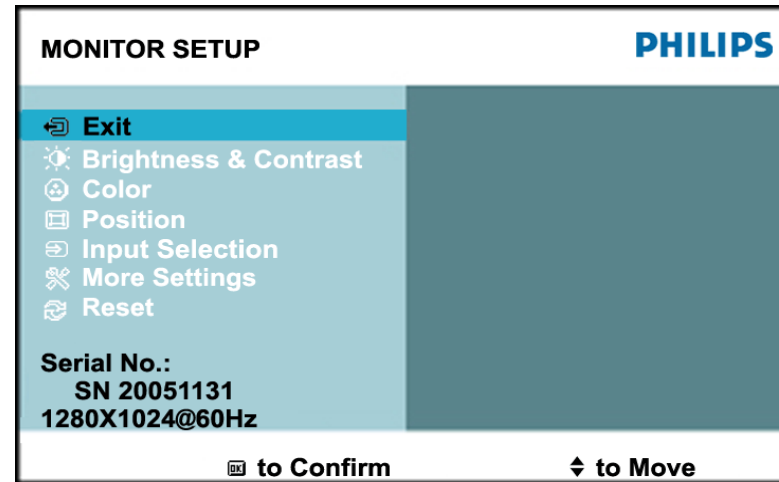 MONITOR SETUP
PHILIPS
Exit
Brightness & Contrast
Color
Position
Input Selection
More Settings
Reset
Serial No.:
SN 20051131
1280X1024@60Hz
OK to Confirm
to Move